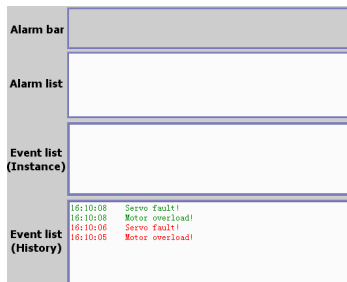 Alarm bar
Alarm list
Event list
(Instance)
Event list
(History)
16:10:08 Servo fault!
16:10:08 Motor overload!
16:10:06 Servo fault!
16:10:05 Motor overload!